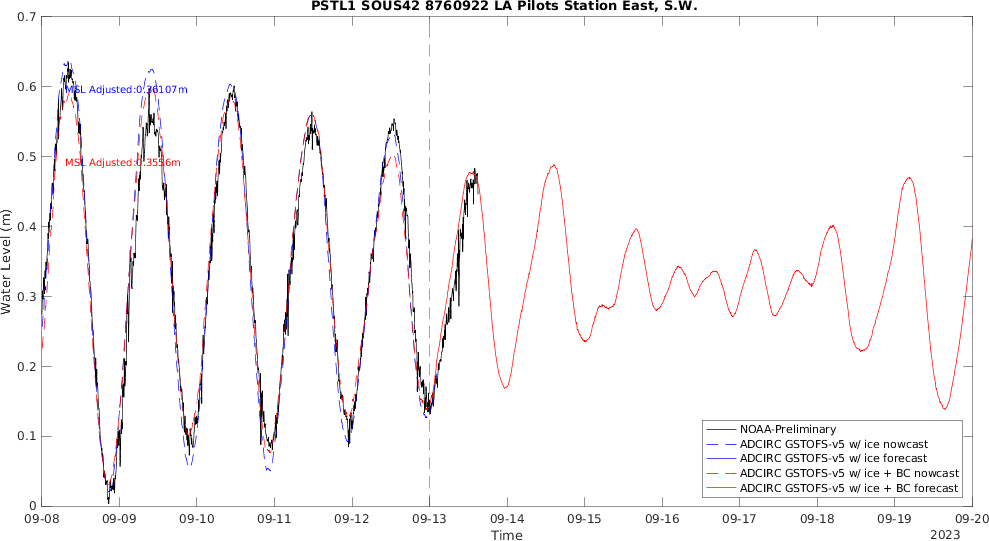 PSTL1 SOUS42 8760922 LA Pilots Station East, S.W.
0.7
0.6
0.5
0.4
0.3
0.2
0.1
0
Water Level (m)
MSL Adjusted:0.36107m
MSL Adjusted:0.3556m
NOAA-Preliminary
ADCIRC GSTOFS-v5 w/ ice nowcast
ADCIRC GSTOFS-v5 w/ ice forecast
ADCIRC GSTOFS-v5 w/ ice + BC nowcast
ADCIRC GSTOFS-v5 w/ ice + BC forecast
09-08 09-09 09-10 09-11 09-12 09-13 09-14 09-15 09-16 09-17 09-18 09-19 09-20
Time
2023